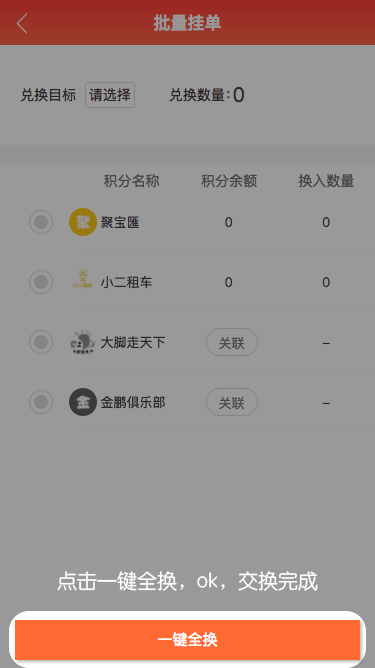 批量挂单
兑换目标 请选择 兑换数量: 0
积分名称 积分余额 换入数量
聚 聚宝匯 0 0
小二租车 0 0
大脚走天下 关联 –
金 金鹏俱乐部 关联 –
点击一键全换，ok，交换完成
一键全换